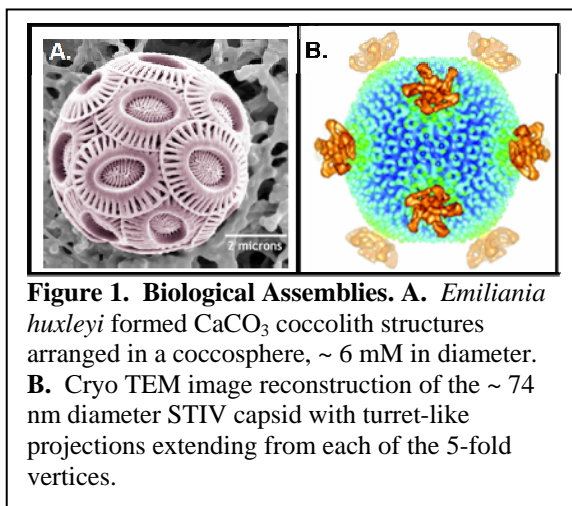 A.
B.
2 microns
Figure 1. Biological Assemblies. A. Emiliania
huxleyi formed CaCO₃ coccolith structures
arranged in a coccosphere, ~ 6 mM in diameter.
B. Cryo TEM image reconstruction of the ~ 74
nm diameter STIV capsid with turret-like
projections extending from each of the 5-fold
vertices.